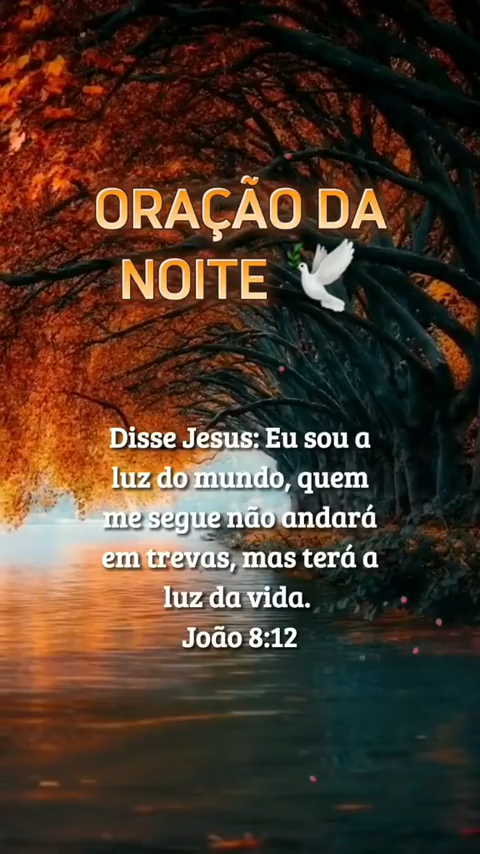 ORAÇÃO DA
NOITE 🕊️
Disse Jesus: Eu sou a
luz do mundo, quem
me segue não andará
em trevas, mas terá a
luz da vida.
João 8:12